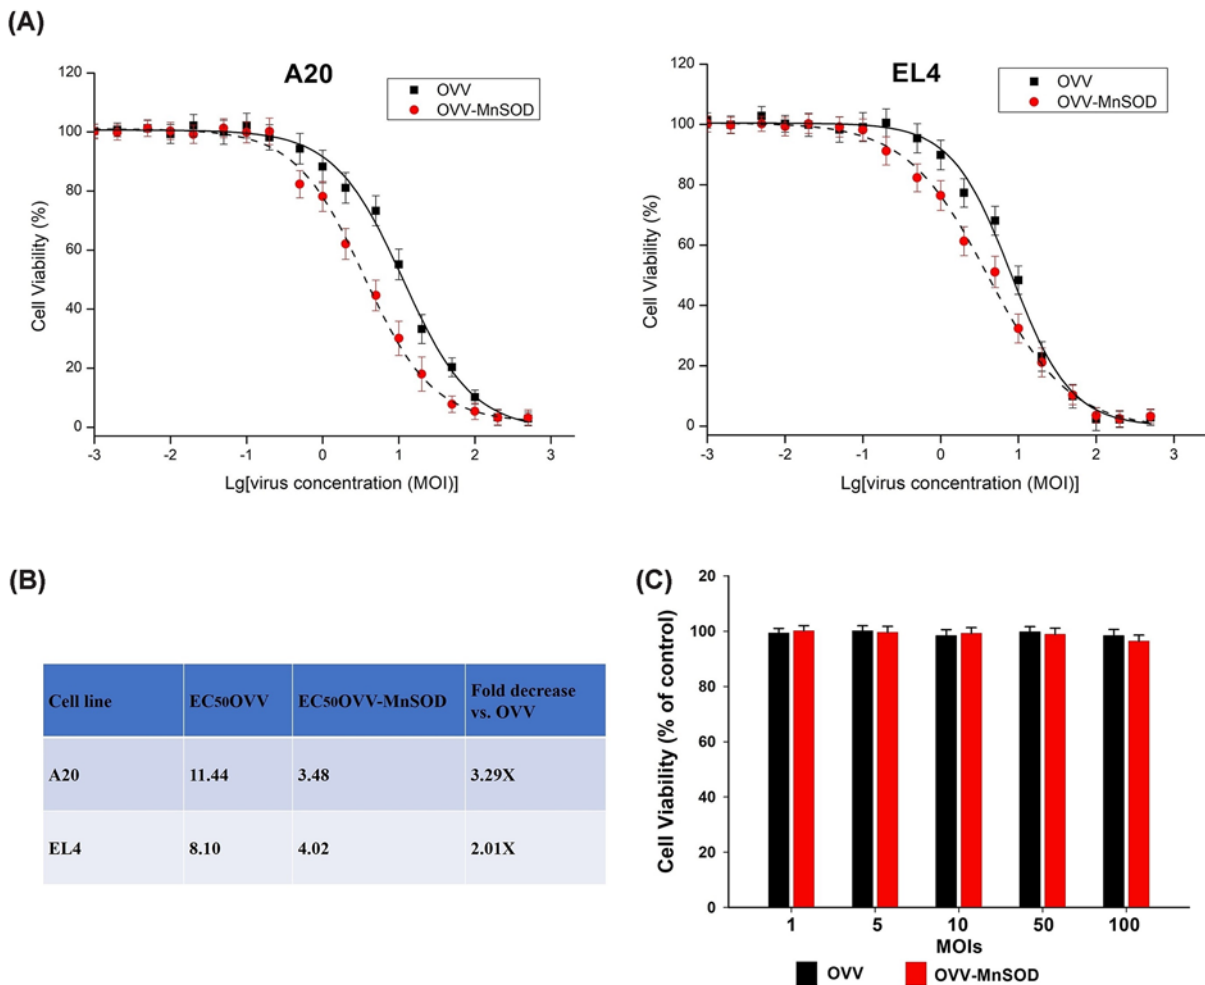 (A)
A20
OVV
OVV-MnSOD
120
100
80
60
40
20
0
Cell Viability (%)
-3 -2 -1 0 1 2 3
Lg[virus concentration (MOI)]
EL4
OVV
OVV-MnSOD
120
100
80
60
40
20
0
Cell Viability (%)
-3 -2 -1 0 1 2 3
Lg[virus concentration (MOI)]
(B)
Cell line EC50OVV EC50OVV-MnSOD Fold decrease
vs. OVV
A20 11.44 3.48 3.29X
EL4 8.10 4.02 2.01X
(C)
20
100
80
60
40
20
0
Cell Viability (% of control)
1 5 10 50 100
MOIs
OVV OVV-MnSOD